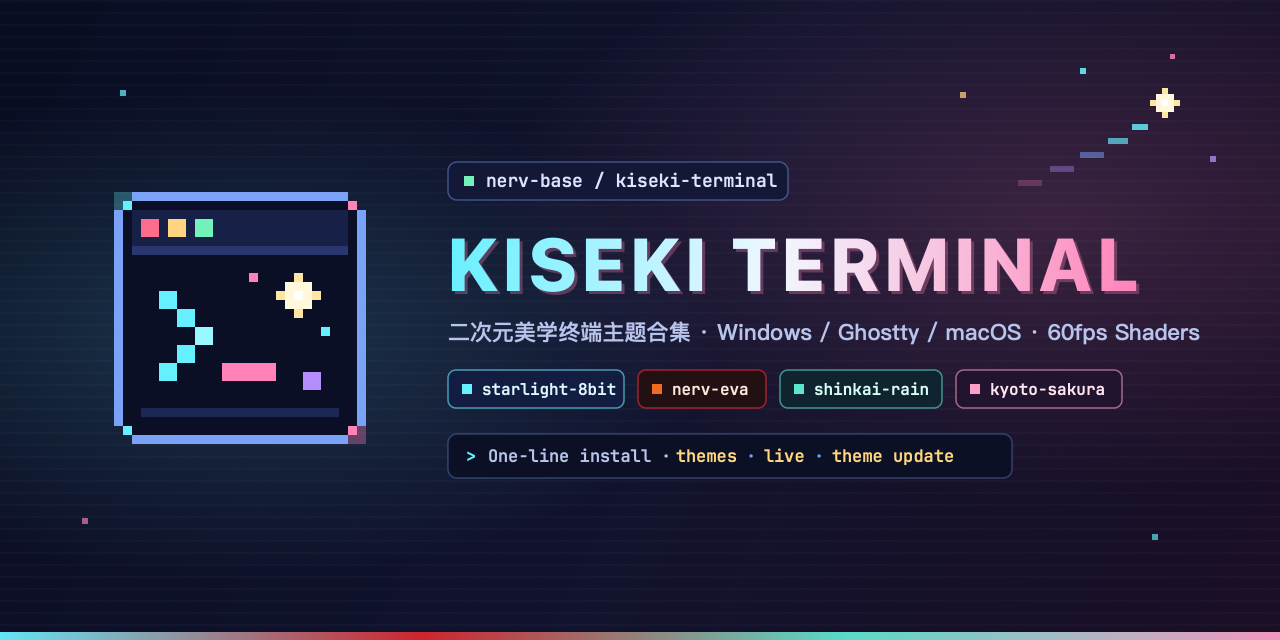 nerv-base / kiseki-terminal
KISEKI TERMINAL
二次元美学终端主题合集 · Windows / Ghostty / macOS · 60fps Shaders
starlight-8bit nerv-eva shinkai-rain kyoto-sakura
> One-line install · themes · live · theme update